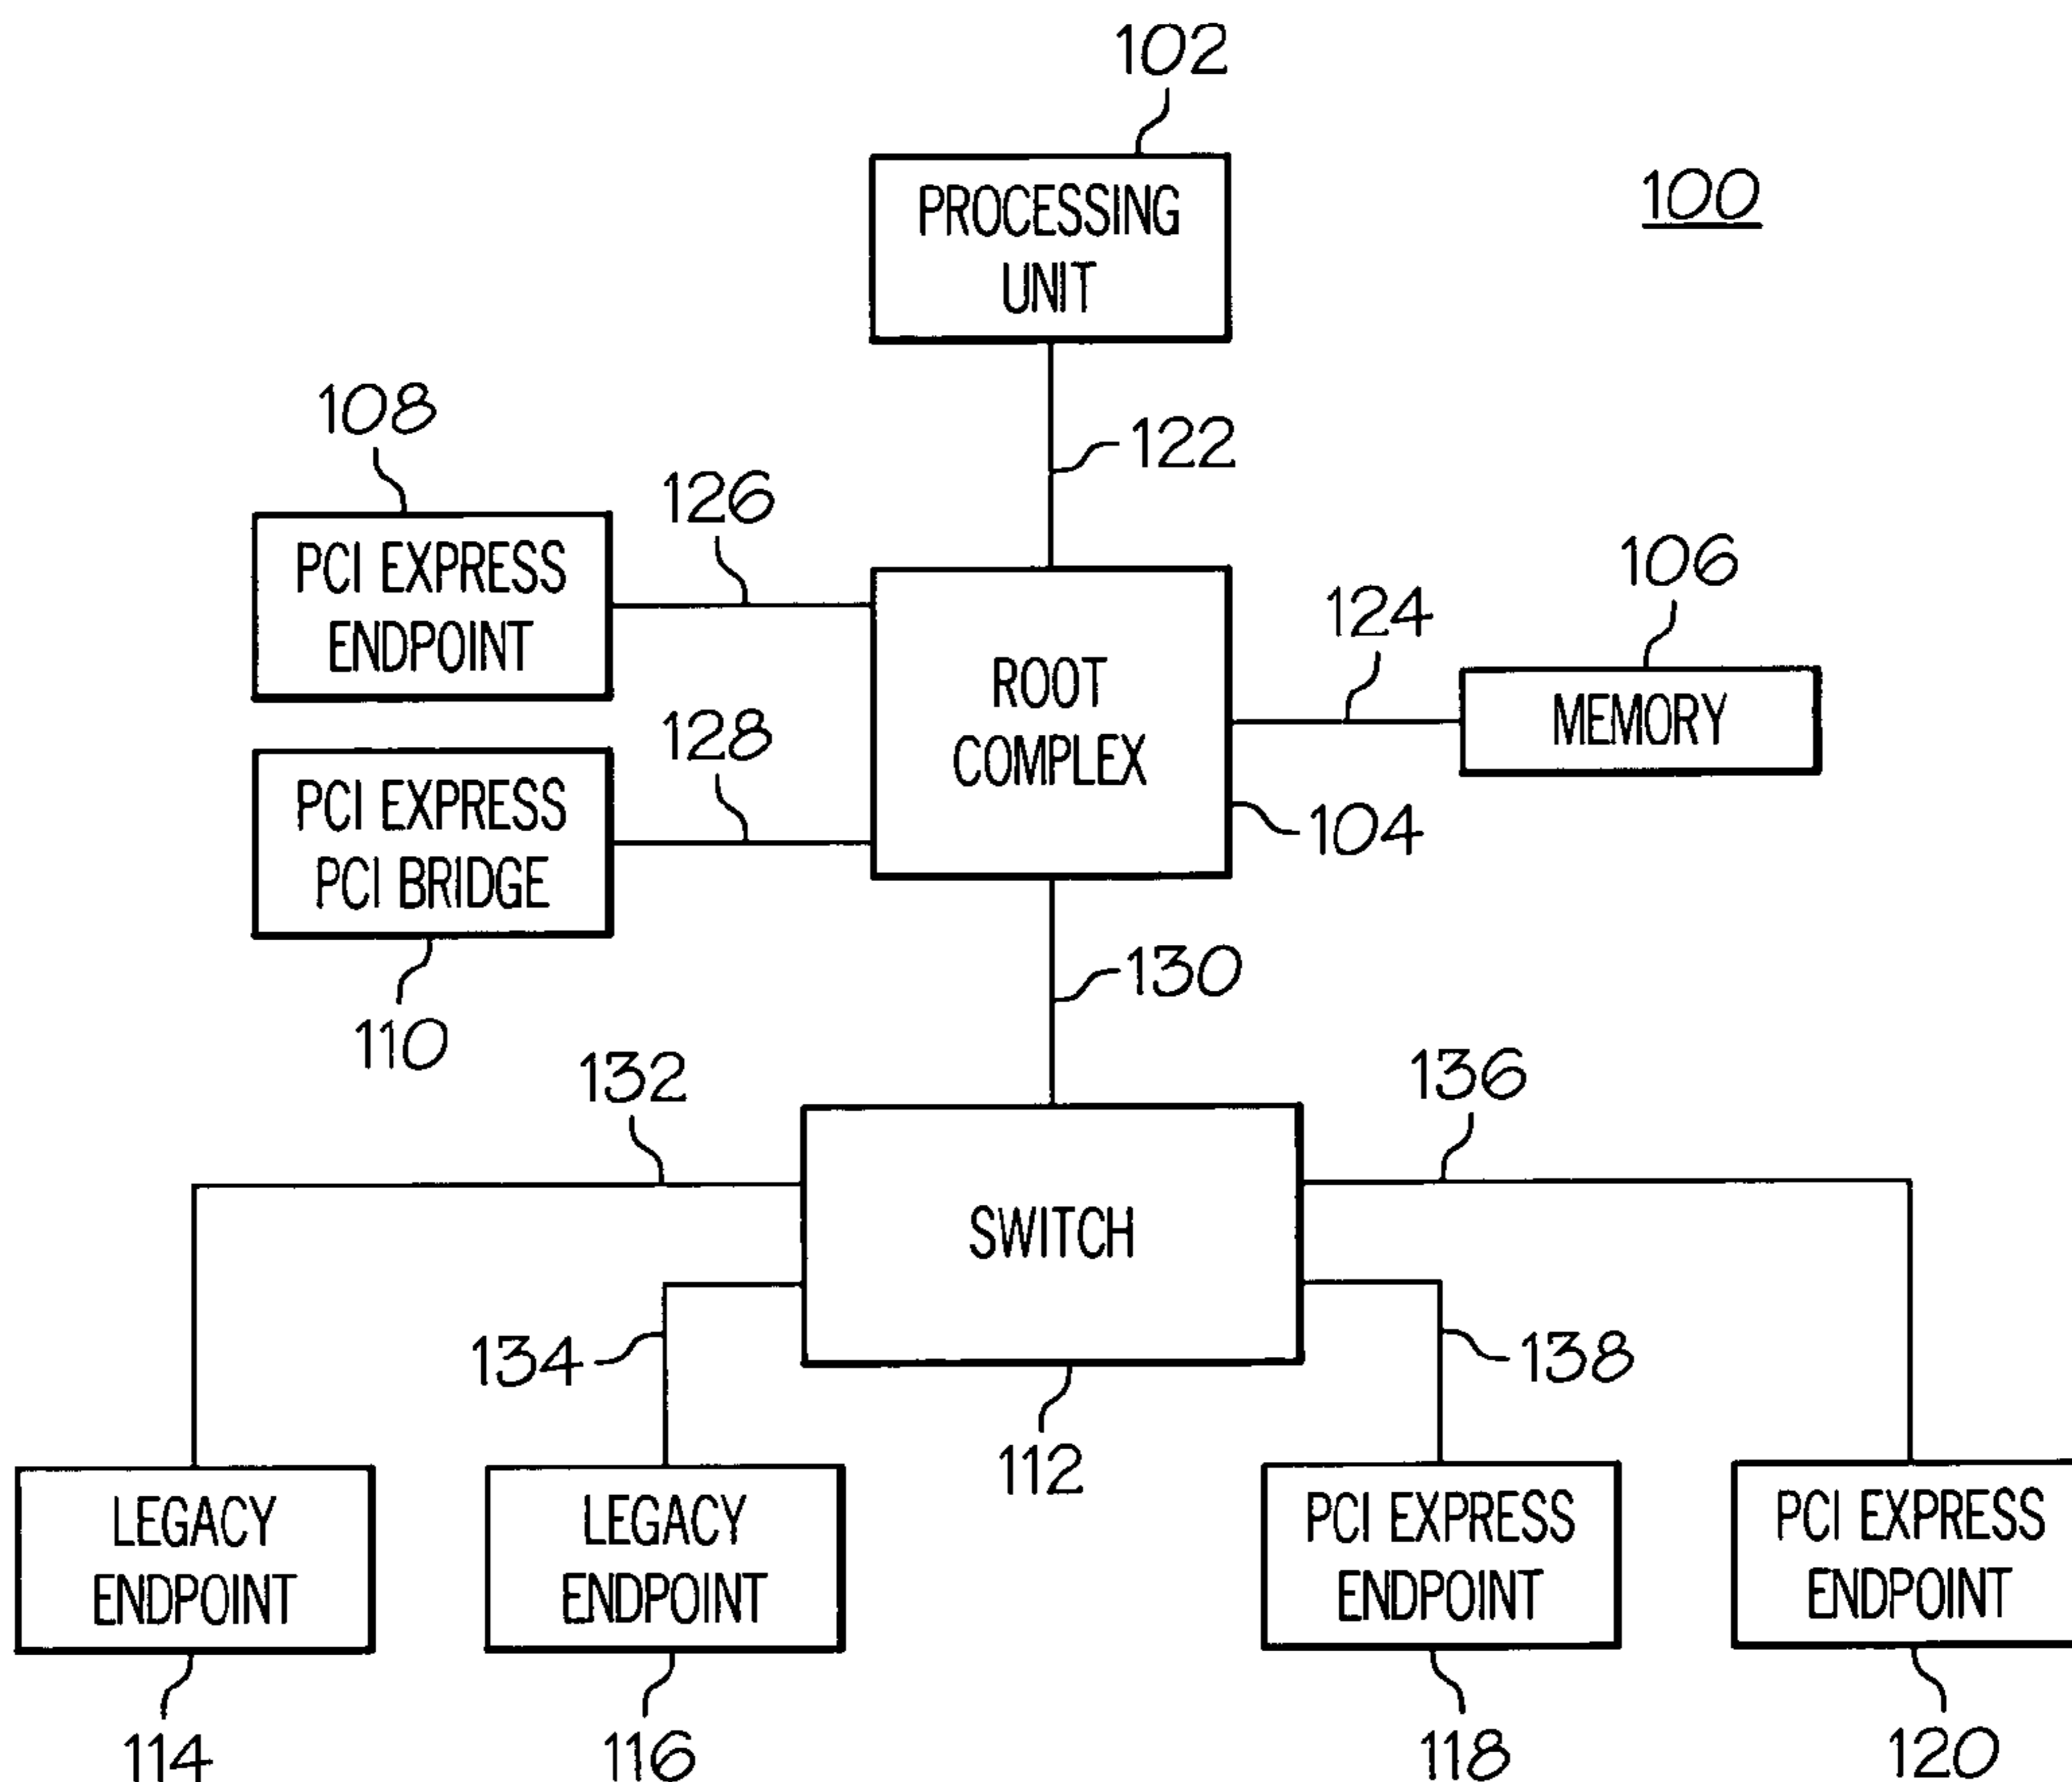 102
100
PROCESSING
UNIT
108
122
126
106
PCI EXPRESS
ENDPOINT
124
ROOT
COMPLEX
MEMORY
128
PCI EXPRESS
PCI BRIDGE
104
130
110
132
136
SWITCH
134
138
112
LEGACY
ENDPOINT
LEGACY
ENDPOINT
PCI EXPRESS
ENDPOINT
PCI EXPRESS
ENDPOINT
114
116
118
120